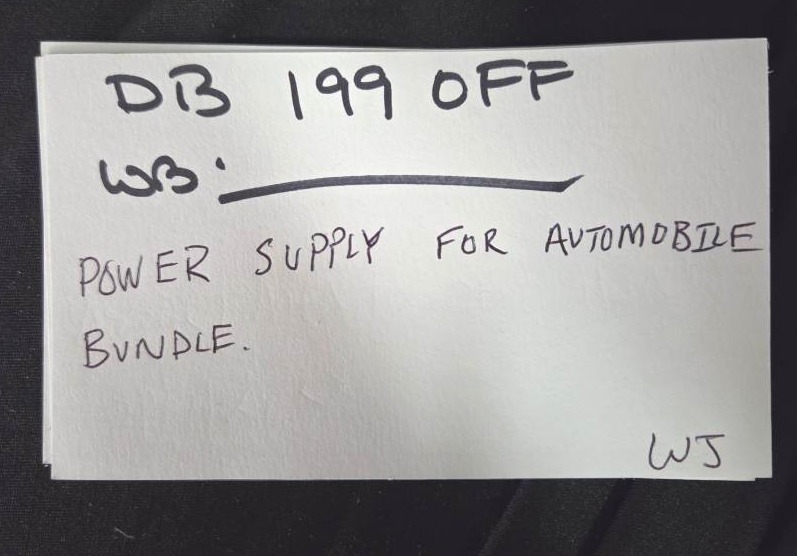 DB 199 OFF
WB:
POWER SUPPLY FOR AUTOMOBILE
BUNDLE.
WJ